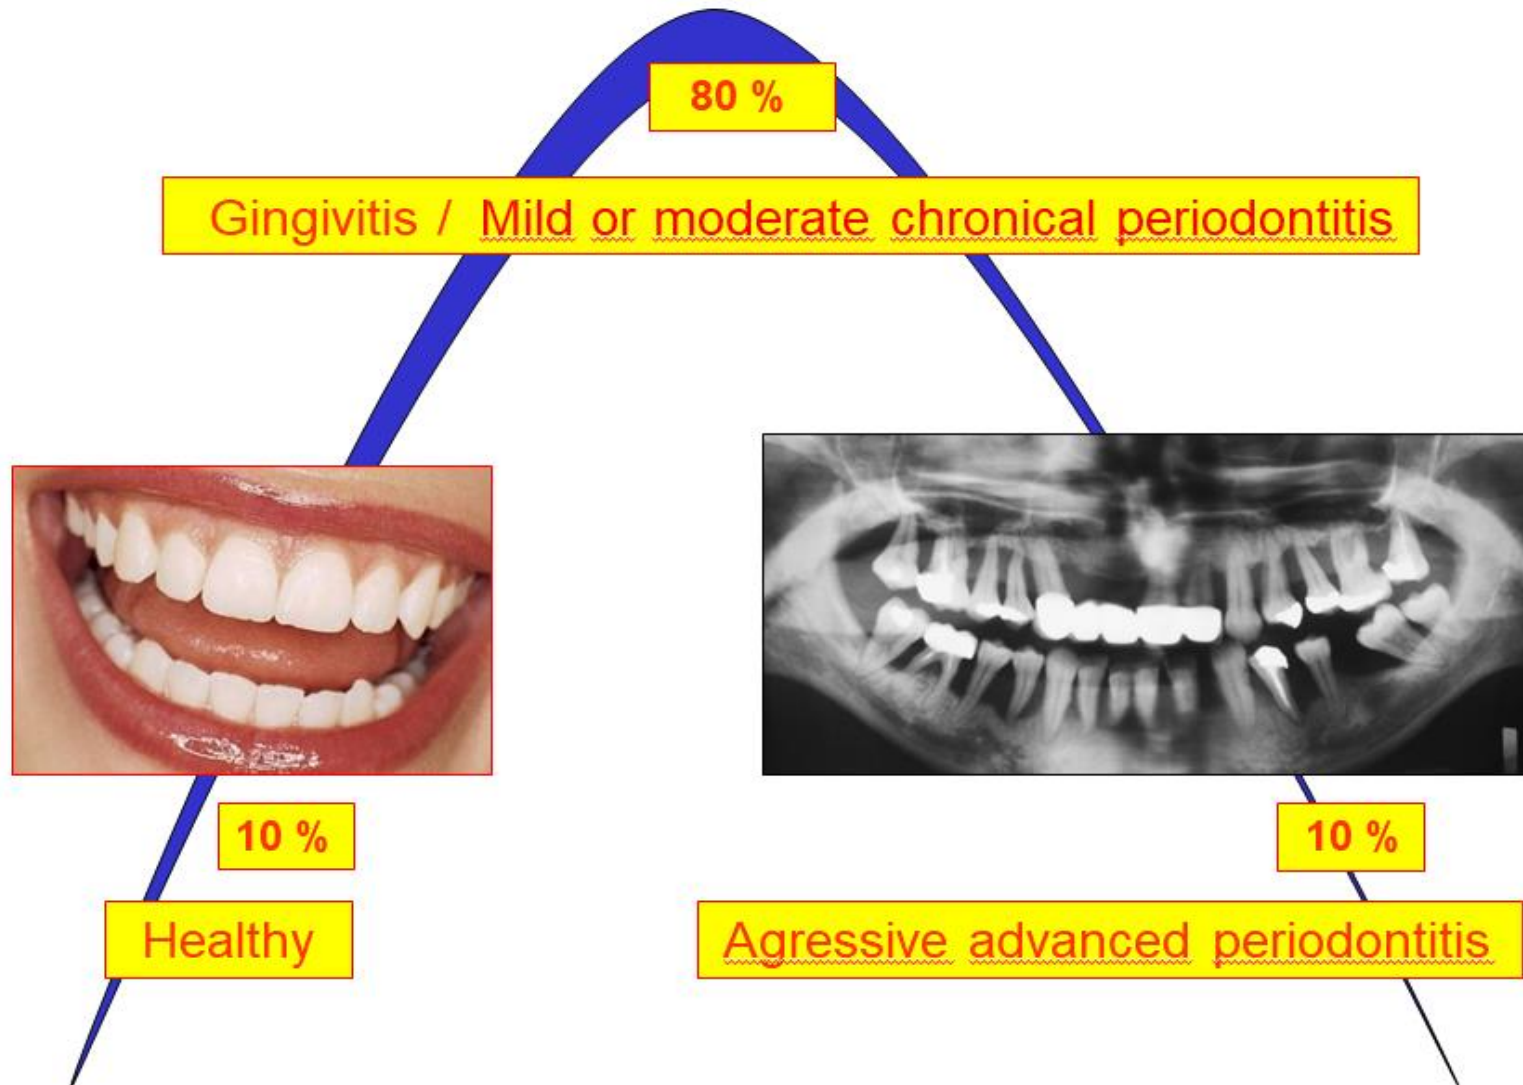 80 %
Gingivitis / Mild or moderate chronical periodontitis
10 %
Healthy
10 %
Agressive advanced periodontitis